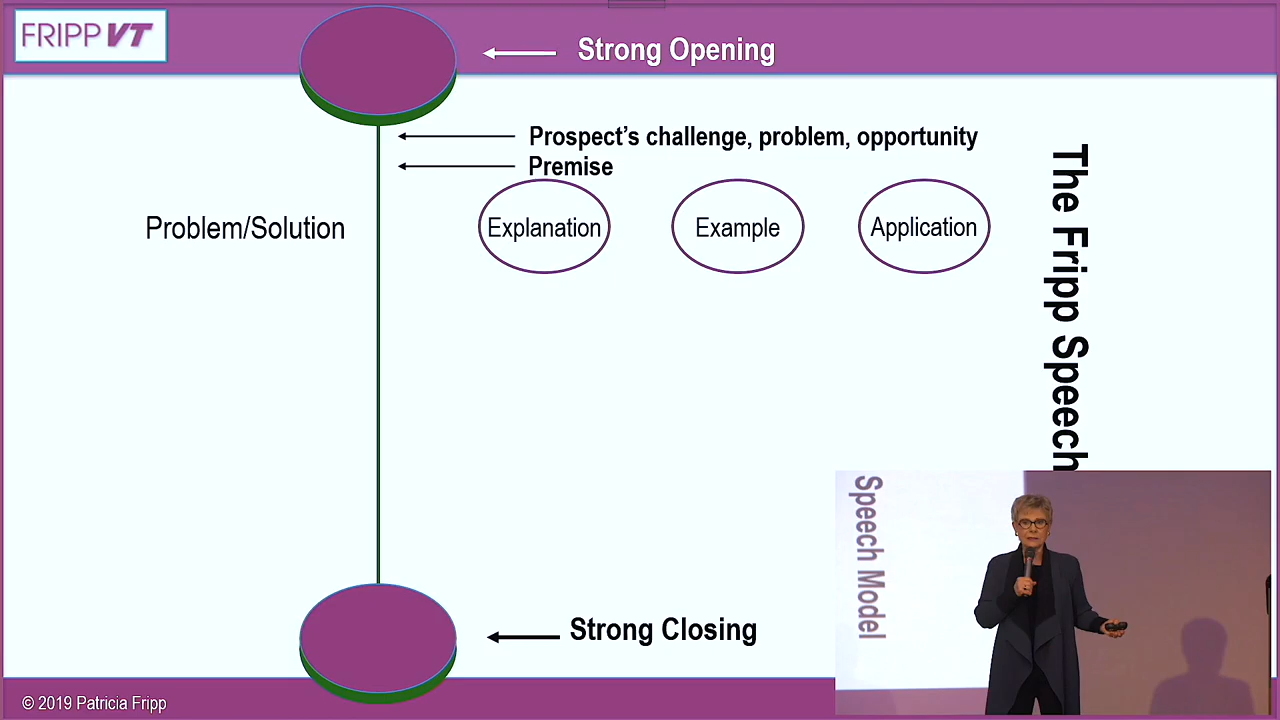 FRIPP VT
Strong Opening
Prospect's challenge, problem, opportunity
Premise
Problem/Solution
Explanation
Example
Application
The Fripp Speech
Speech Model
Strong Closing
© 2019 Patricia Fripp